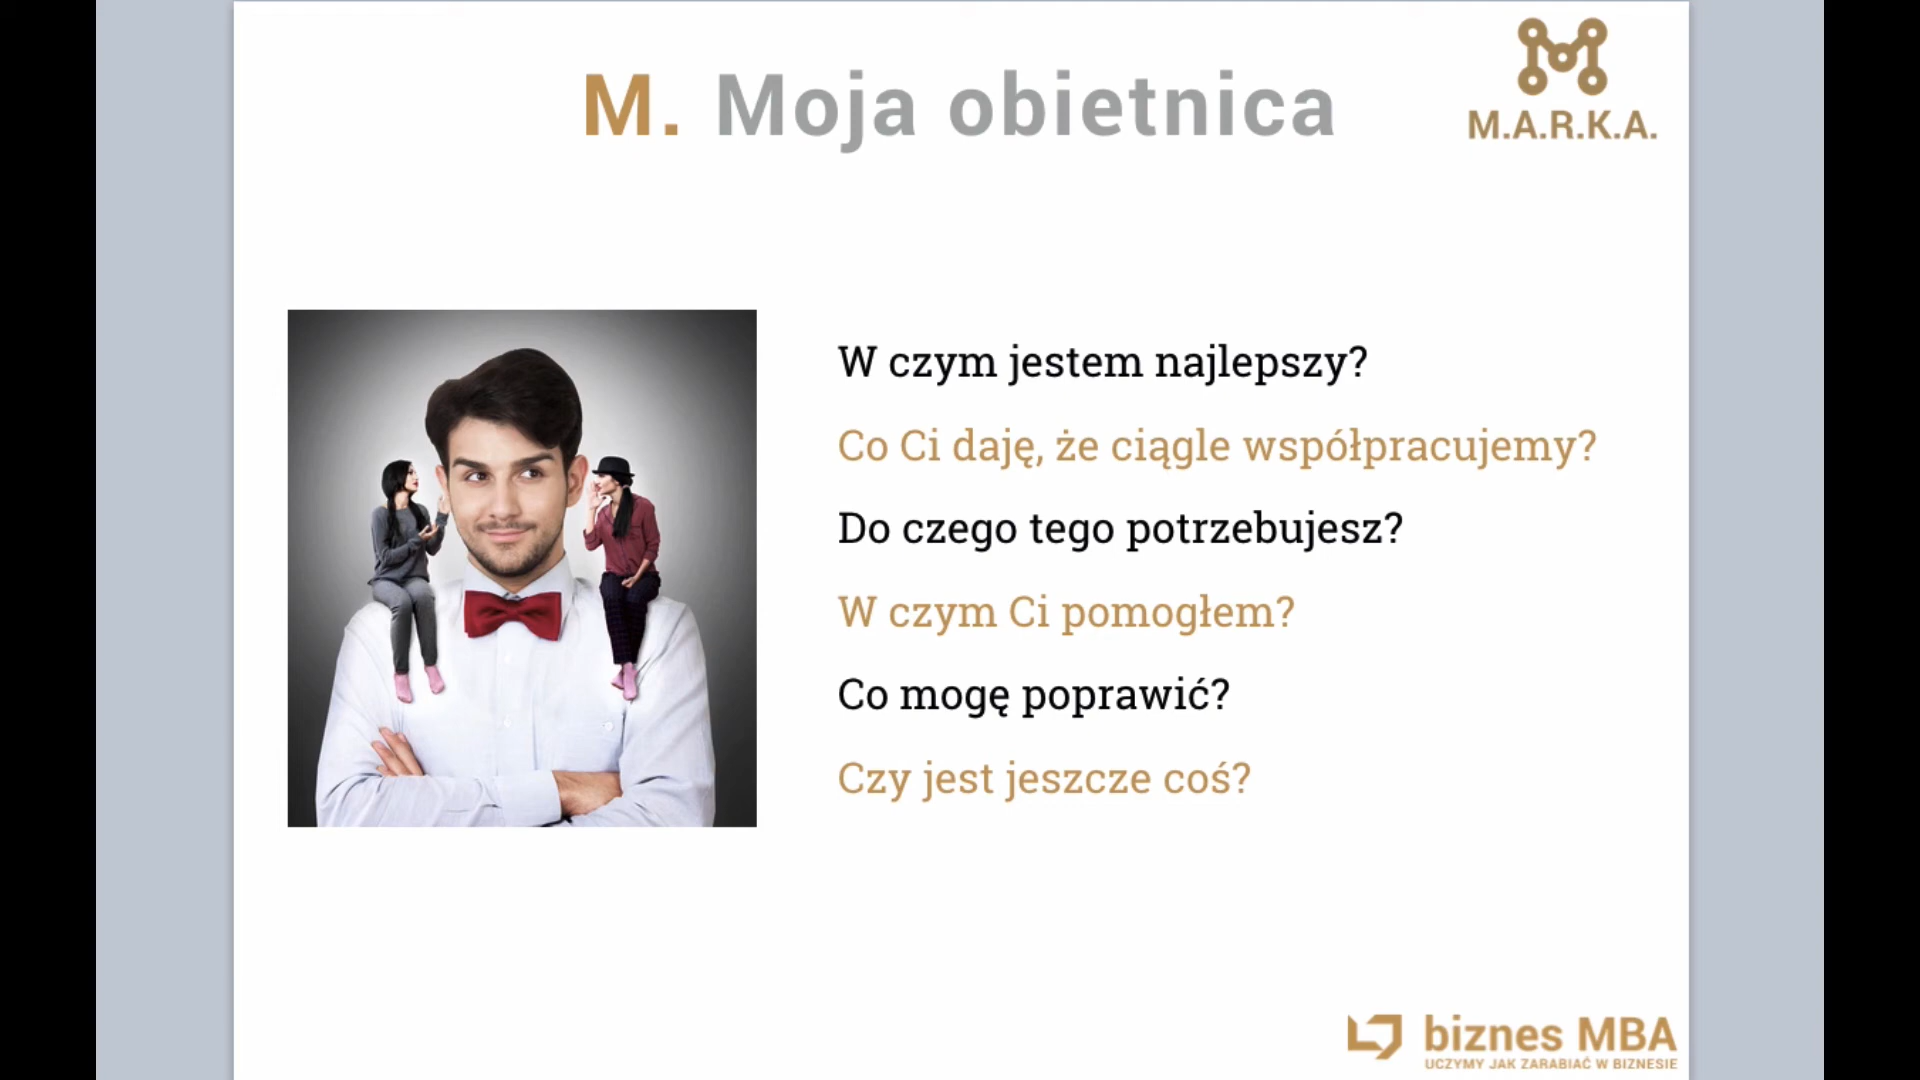 M. Moja obietnica
M.A.R.K.A.
W czym jestem najlepszy?
Co Ci daję, że ciągle współpracujemy?
Do czego tego potrzebujesz?
W czym Ci pomogłem?
Co mogę poprawić?
Czy jest jeszcze coś?
biznes MBA
UCZYMY JAK ZARABIAĆ W BIZNESIE